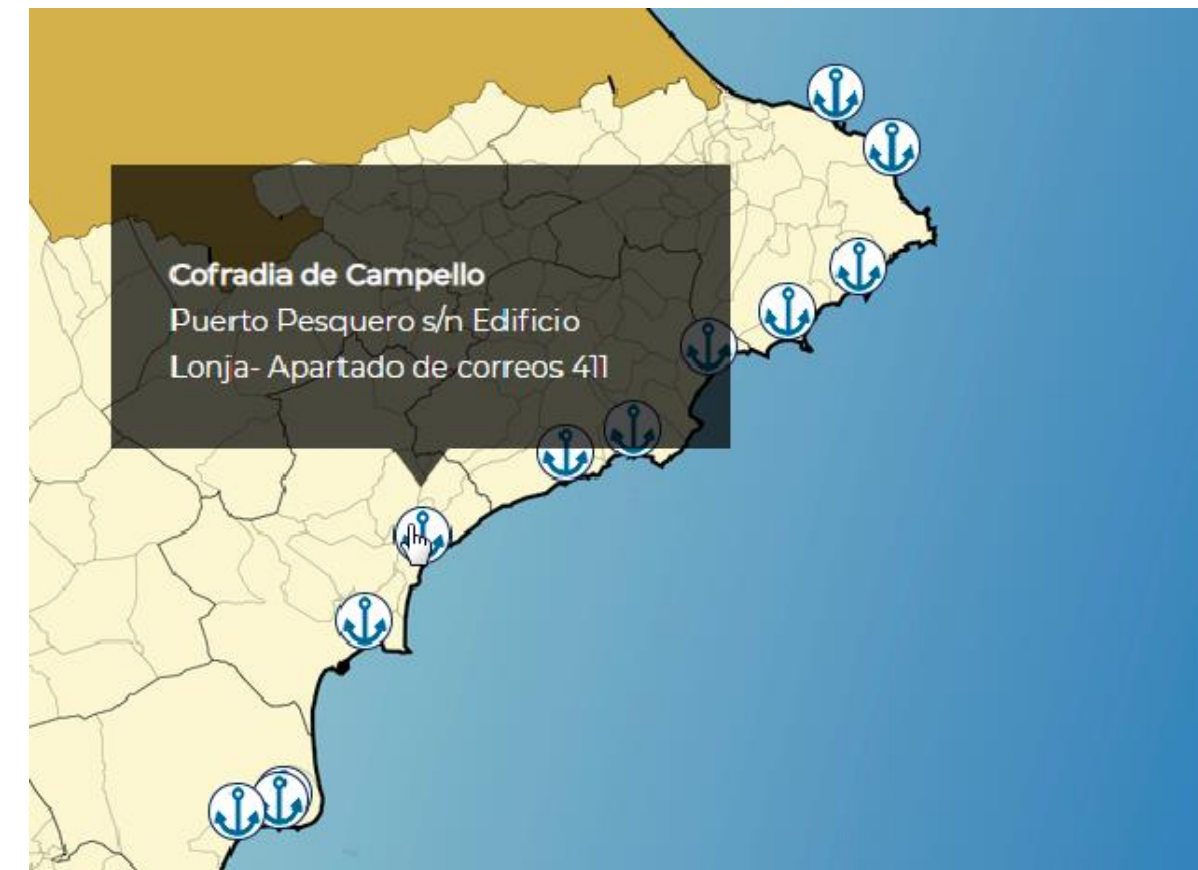 Cofradia de Campello
Puerto Pesquero s/n Edificio
Lonja- Apartado de correos 411